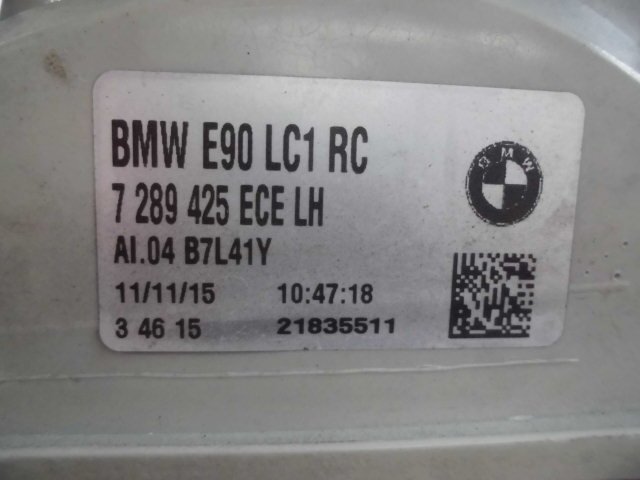 BMW E90 LC1 RC
7 289 425 ECE LH
AI.04 B7L41Y
11/11/15 10:47:18
3 46 15 21835511
BMW